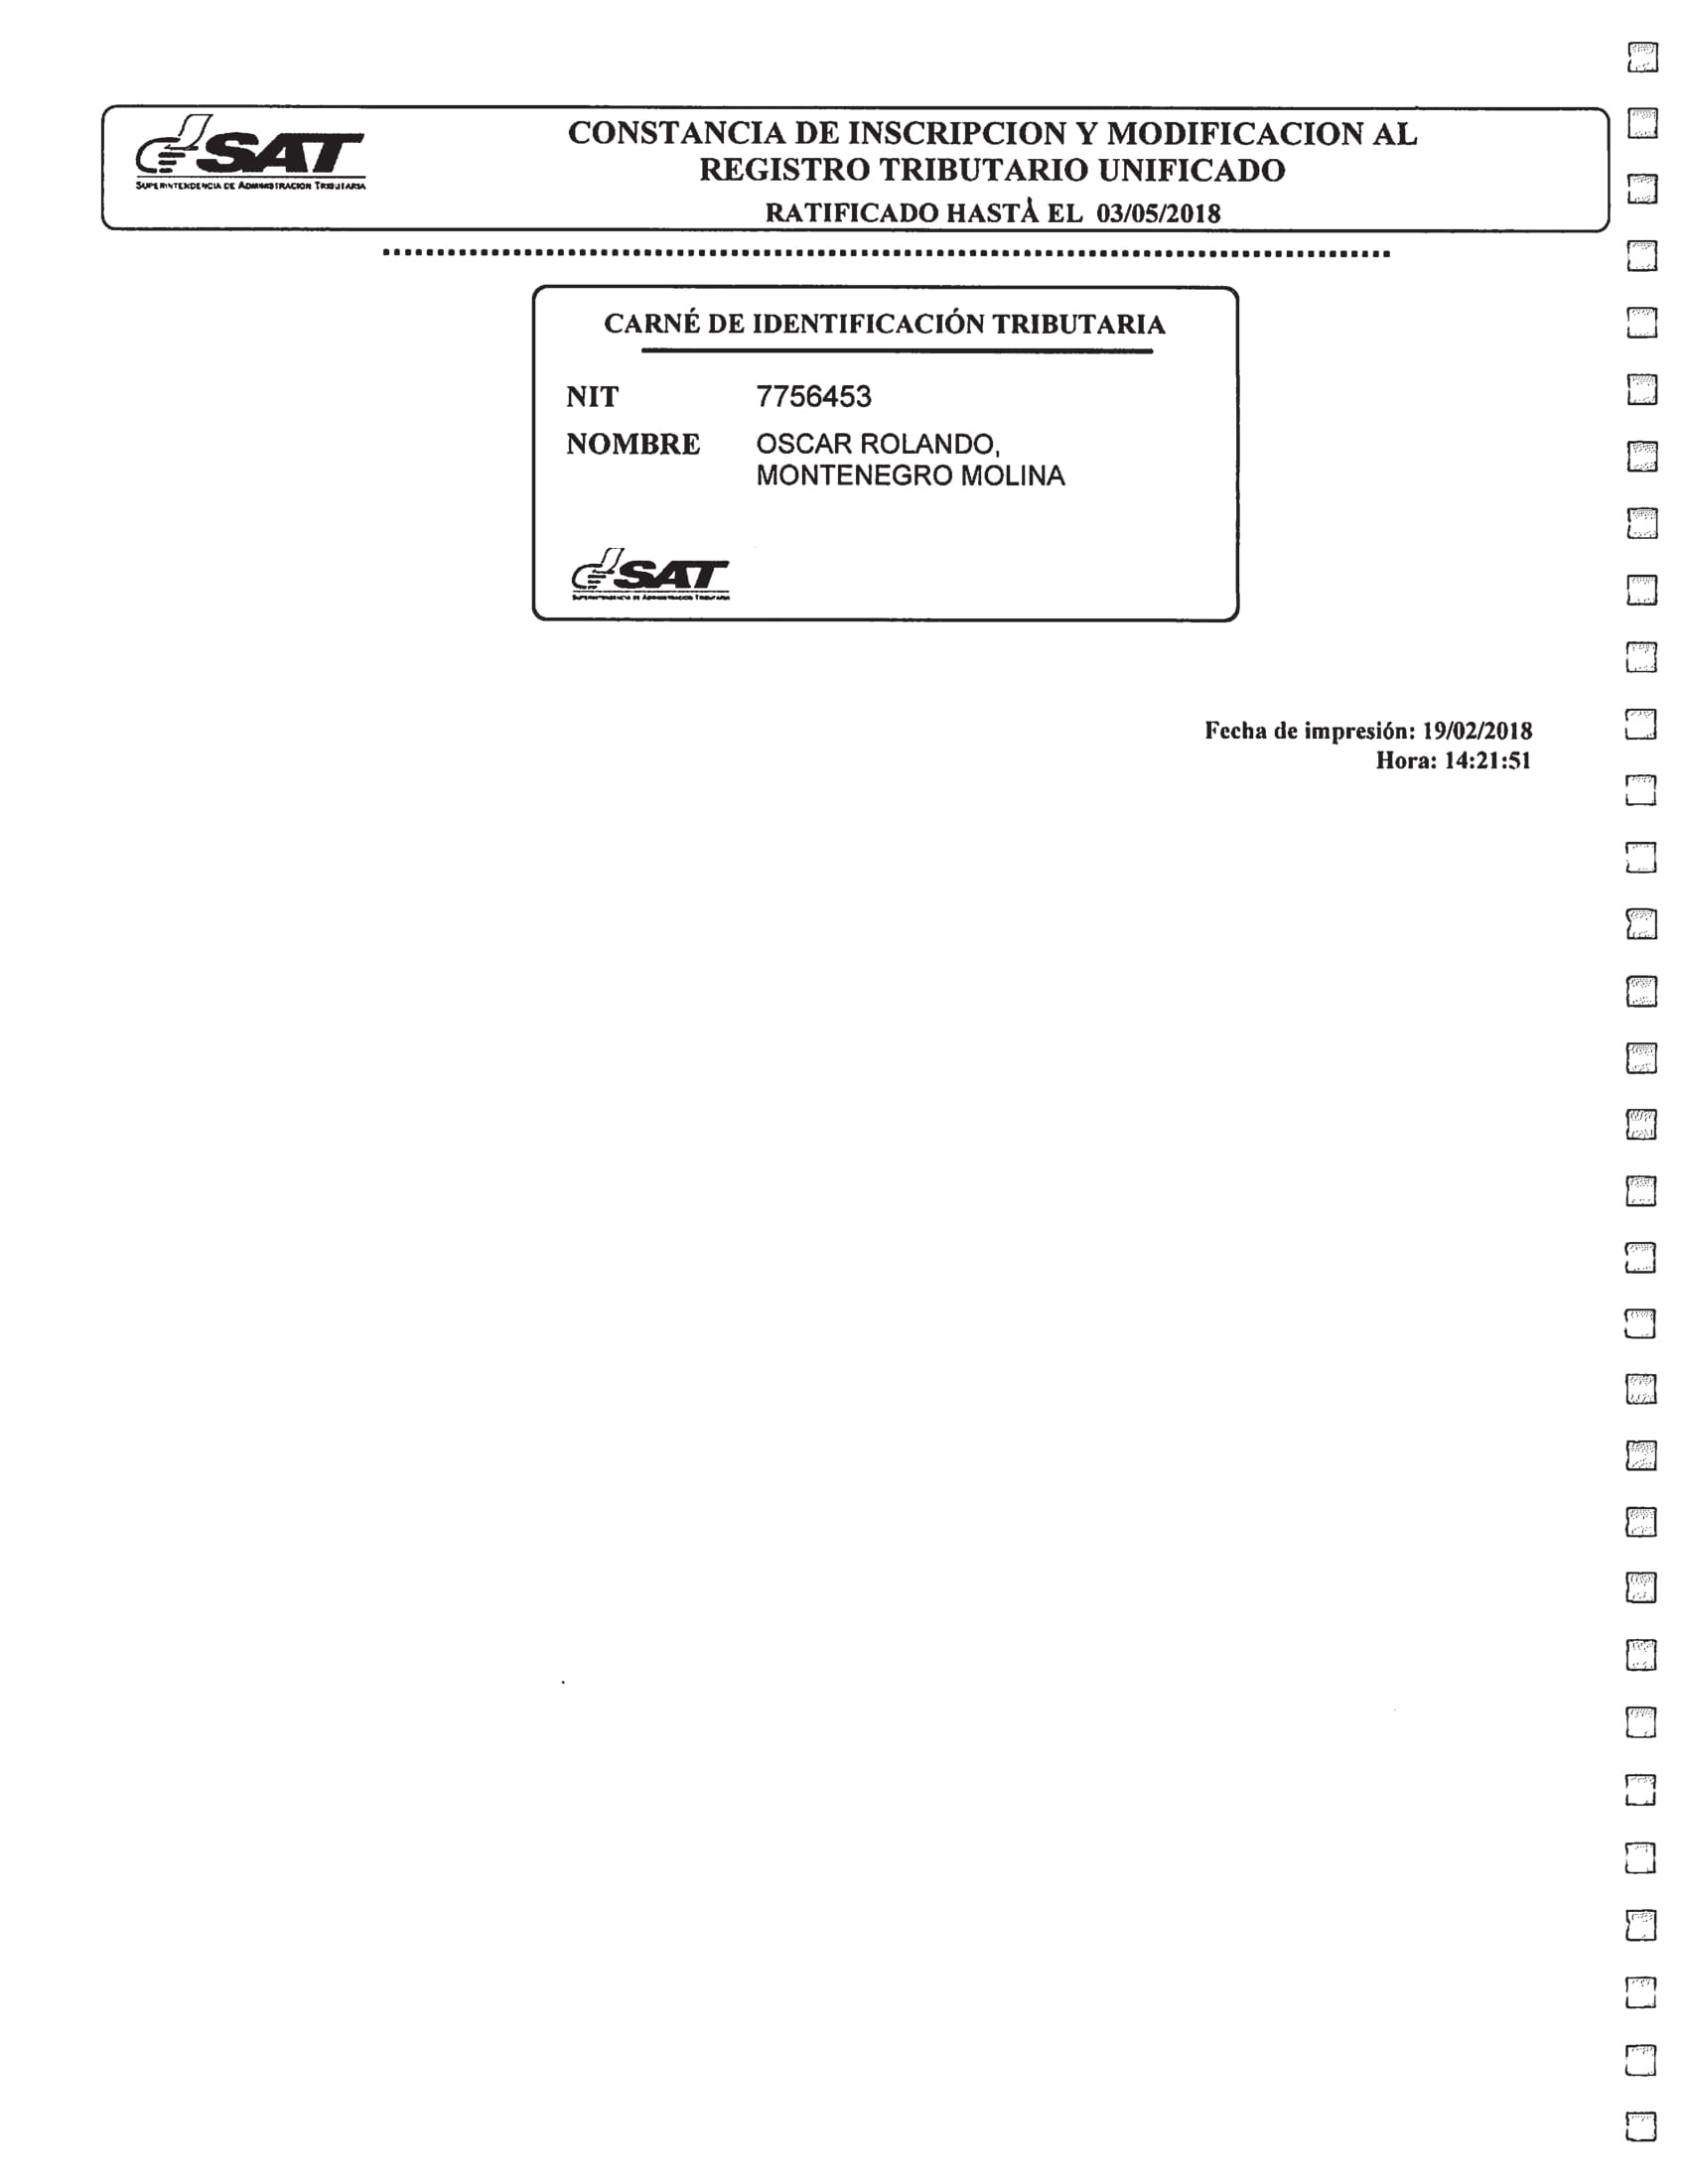 SAT
SUPERINTENDENCIA DE ADMINISTRACION TRIBUTARIA
CONSTANCIA DE INSCRIPCION Y MODIFICACION AL
REGISTRO TRIBUTARIO UNIFICADO
RATIFICADO HASTA EL 03/05/2018
CARNÉ DE IDENTIFICACIÓN TRIBUTARIA
NIT 7756453
NOMBRE OSCAR ROLANDO,
MONTENEGRO MOLINA
SAT
SUPERINTENDENCIA DE ADMINISTRACION TRIBUTARIA
Fecha de impresión: 19/02/2018
Hora: 14:21:51